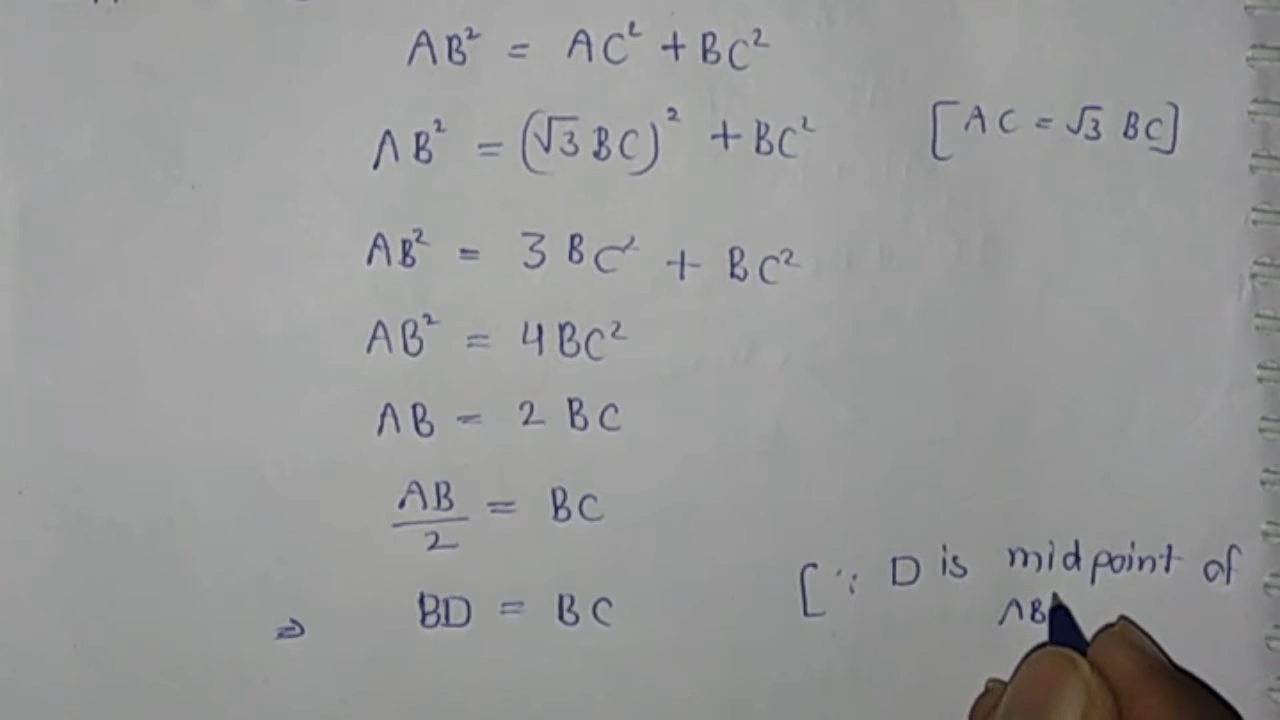 AB² = AC² + BC²
AB² = (√3 BC)² + BC² [AC = √3 BC]
AB² = 3 BC² + BC²
AB² = 4BC²
AB = 2 BC
AB/2 = BC
⇒ BD = BC [∵ D is midpoint of
AB